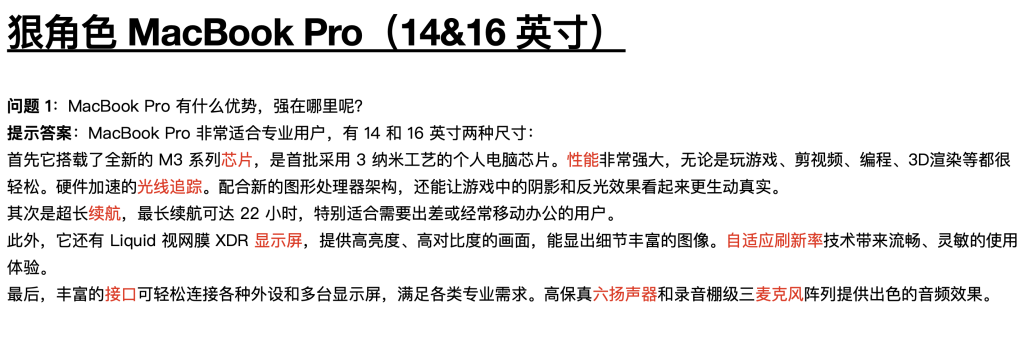 狠角色 MacBook Pro（14&16 英寸）
问题 1：MacBook Pro 有什么优势，强在哪里呢？
提示答案：MacBook Pro 非常适合专业用户，有 14 和 16 英寸两种尺寸：
首先它搭载了全新的 M3 系列芯片，是首批采用 3 纳米工艺的个人电脑芯片。性能非常强大，无论是玩游戏、剪视频、编程、3D渲染等都很
轻松。硬件加速的光线追踪。配合新的图形处理器架构，还能让游戏中的阴影和反光效果看起来更生动真实。
其次是超长续航，最长续航可达 22 小时，特别适合需要出差或经常移动办公的用户。
此外，它还有 Liquid 视网膜 XDR 显示屏，提供高亮度、高对比度的画面，能显出细节丰富的图像。自适应刷新率技术带来流畅、灵敏的使用
体验。
最后，丰富的接口可轻松连接各种外设和多台显示屏，满足各类专业需求。高保真六扬声器和录音棚级三麦克风阵列提供出色的音频效果。